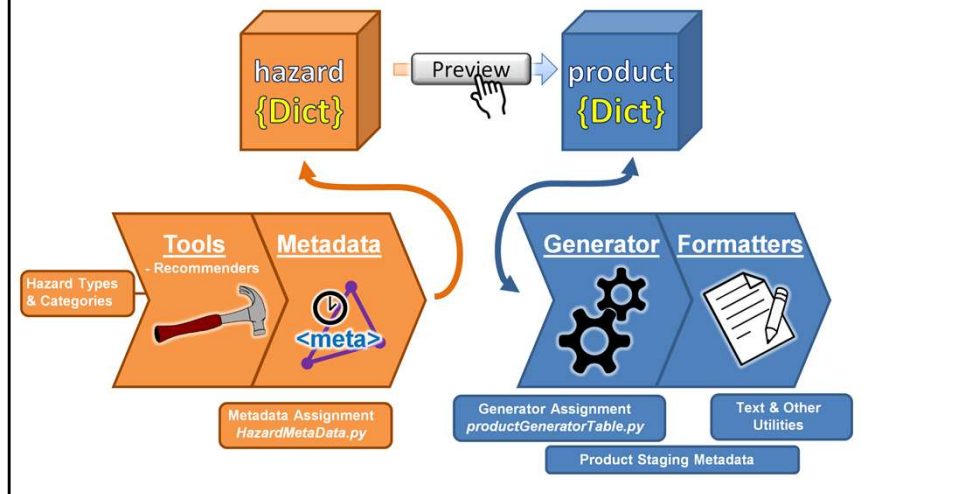 hazard
{Dict}
Preview
product
{Dict}
Tools
- Recommenders
Metadata
Hazard Types
& Categories
<meta>
Metadata Assignment
HazardMetaData.py
Generator
Formatters
Generator Assignment
productGeneratorTable.py
Text & Other
Utilities
Product Staging Metadata